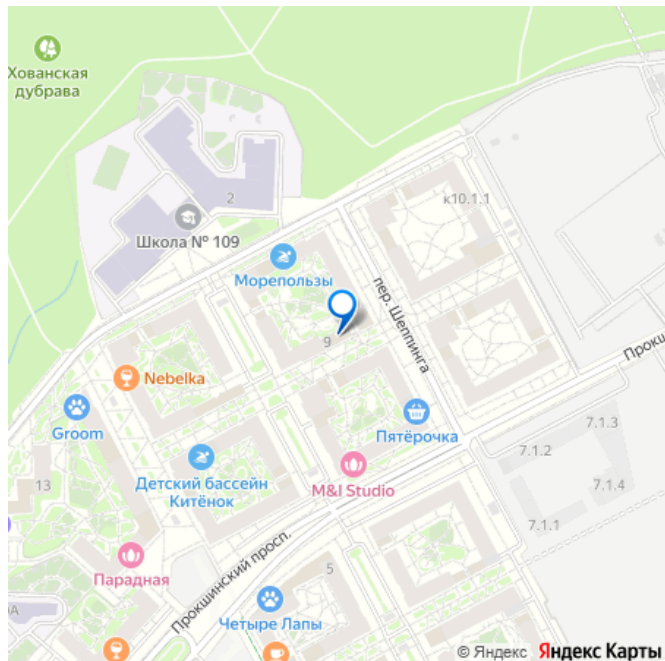 Хованская
дубрава
2
к10.1.1
Школа № 109
Морепользы
пер. Шеппинга
9
Nebelka
Groom
Пятёрочка
7.1.3
7.1.2
Детский бассейн
Китёнок
M&I Studio
7.1.4
13
7.1.1
Прокшинский просп.
Парадная
5
Четыре Лапы
© Яндекс Яндекс Карты